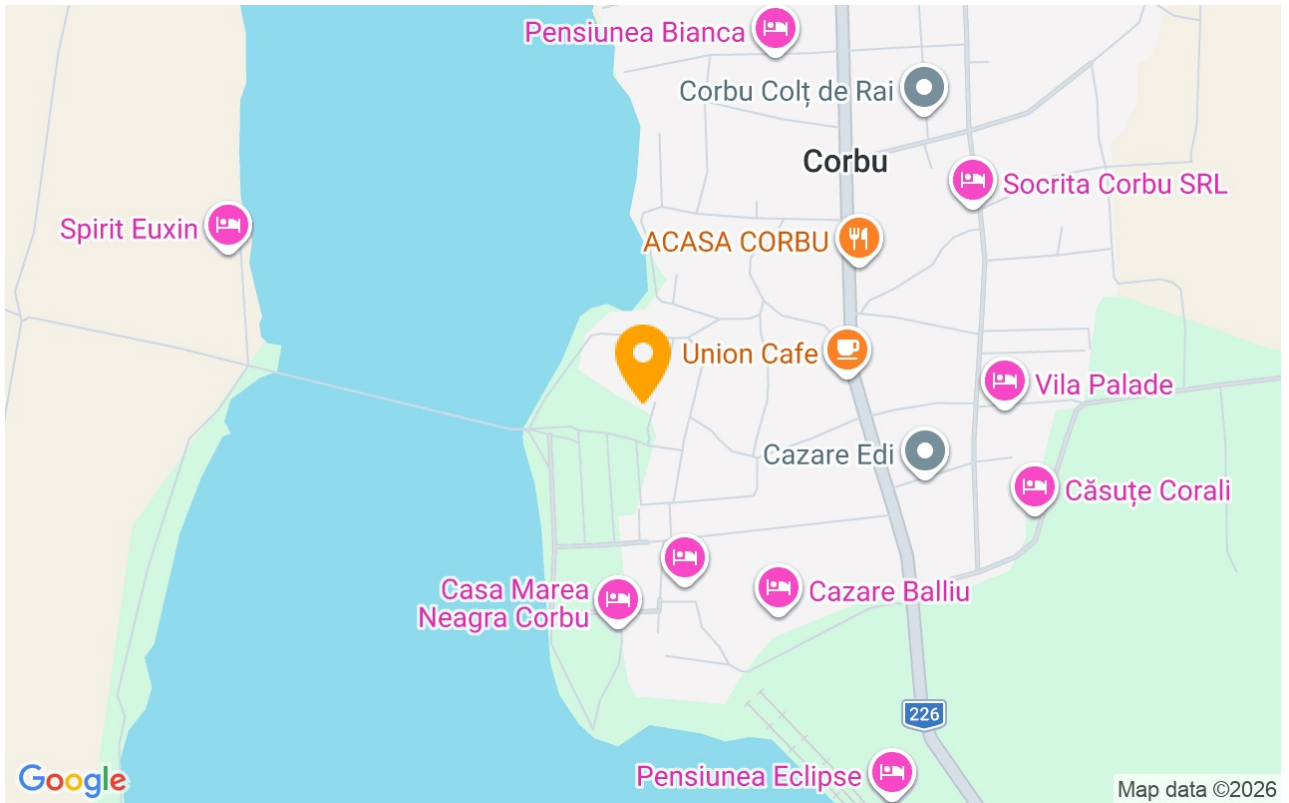 Pensiunea Bianca
Corbu Colț de Rai
Corbu
Socrita Corbu SRL
Spirit Euxin
ACASA CORBU
Union Cafe
Vila Palade
Cazare Edi
Căsuțe Corali
Casa Marea
Neagra Corbu
Cazare Balliu
226
Pensiunea Eclipse
Google
Map data ©2026